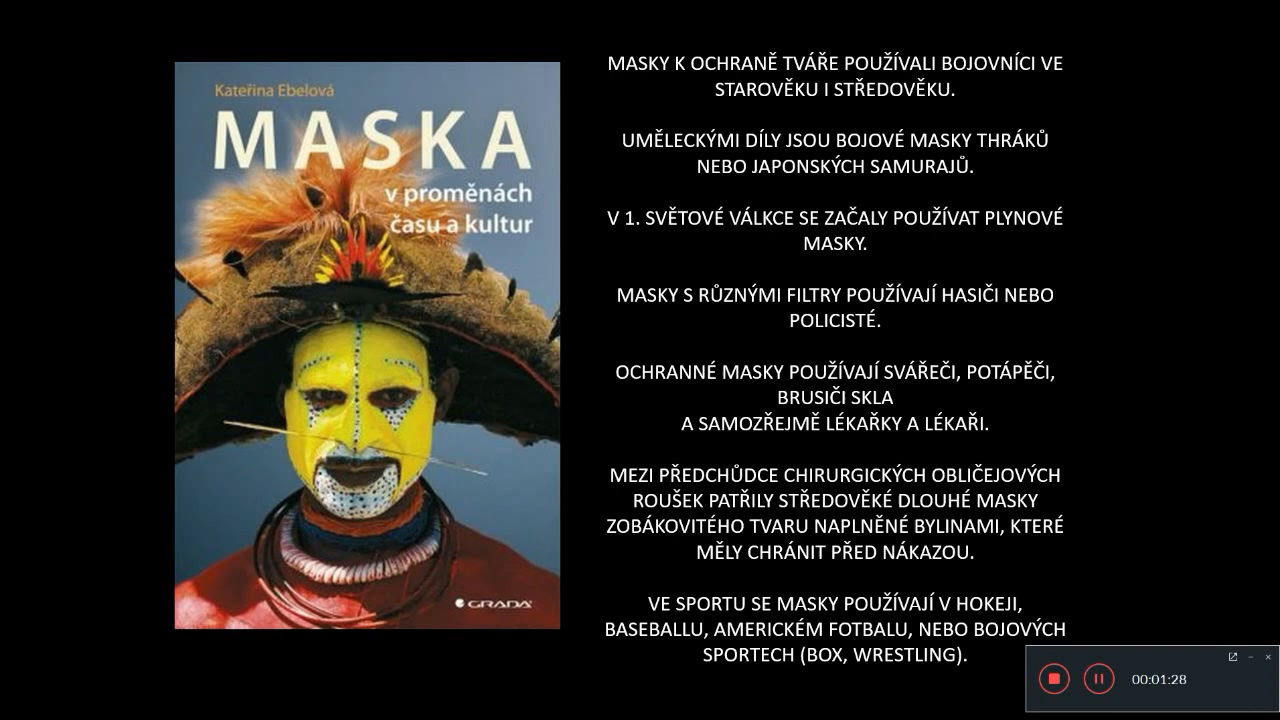 Kateřina Ebelová
MASKA
v proměnách
času a kultur
GRADA
MASKY K OCHRANĚ TVÁŘE POUŽÍVALI BOJOVNÍCI VE
STAROVĚKU I STŘEDOVĚKU.
UMĚLECKÝMI DÍLY JSOU BOJOVÉ MASKY THRÁKŮ
NEBO JAPONSKÝCH SAMURAJŮ.
V 1. SVĚTOVÉ VÁLKCE SE ZAČALY POUŽÍVAT PLYNOVÉ
MASKY.
MASKY S RŮZNÝMI FILTRY POUŽÍVAJÍ HASIČI NEBO
POLICISTÉ.
OCHRANNÉ MASKY POUŽÍVAJÍ SVÁŘEČI, POTÁPĚČI,
BRUSIČI SKLA
A SAMOZŘEJMĚ LÉKAŘKY A LÉKAŘI.
MEZI PŘEDCHŮDCE CHIRURGICKÝCH OBLIČEJOVÝCH
ROUŠEK PATŘILY STŘEDOVĚKÉ DLOUHÉ MASKY
ZOBÁKOVITÉHO TVARU NAPLNĚNÉ BYLINAMI, KTERÉ
MĚLY CHRÁNIT PŘED NÁKAZOU.
VE SPORTU SE MASKY POUŽÍVAJÍ V HOKEJI,
BASEBALLU, AMERICKÉM FOTBALU, NEBO BOJOVÝCH
SPORTECH (BOX, WRESTLING).
00:01:28